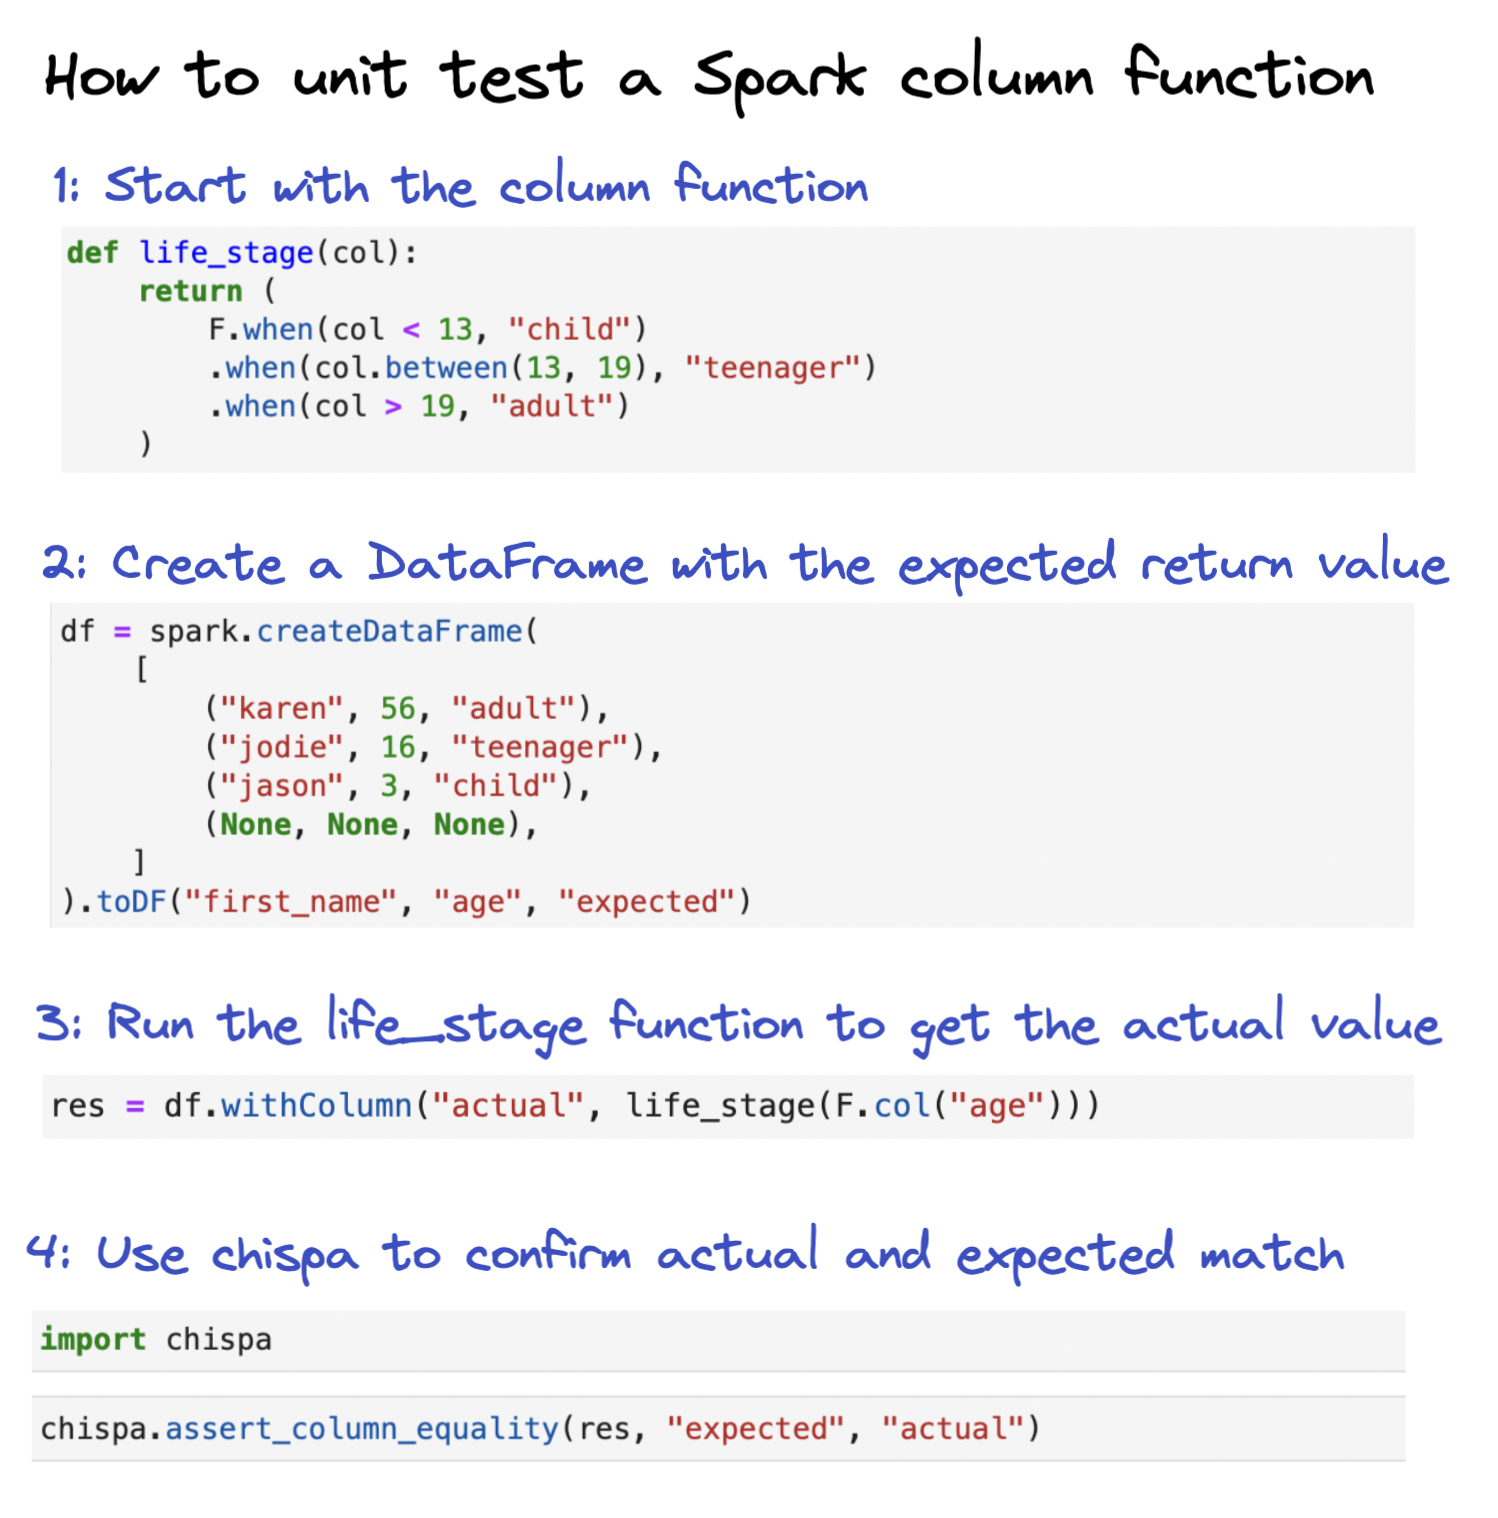 How to unit test a Spark column function
1: Start with the column function
def life_stage(col):
    return (
        F.when(col < 13, "child")
        .when(col.between(13, 19), "teenager")
        .when(col > 19, "adult")
    )
2: Create a DataFrame with the expected return value
df = spark.createDataFrame(
    [
        ("karen", 56, "adult"),
        ("jodie", 16, "teenager"),
        ("jason", 3, "child"),
        (None, None, None),
    ]
).toDF("first_name", "age", "expected")
3: Run the life_stage function to get the actual value
res = df.withColumn("actual", life_stage(F.col("age")))
4: Use chispa to confirm actual and expected match
import chispa
chispa.assert_column_equality(res, "expected", "actual")